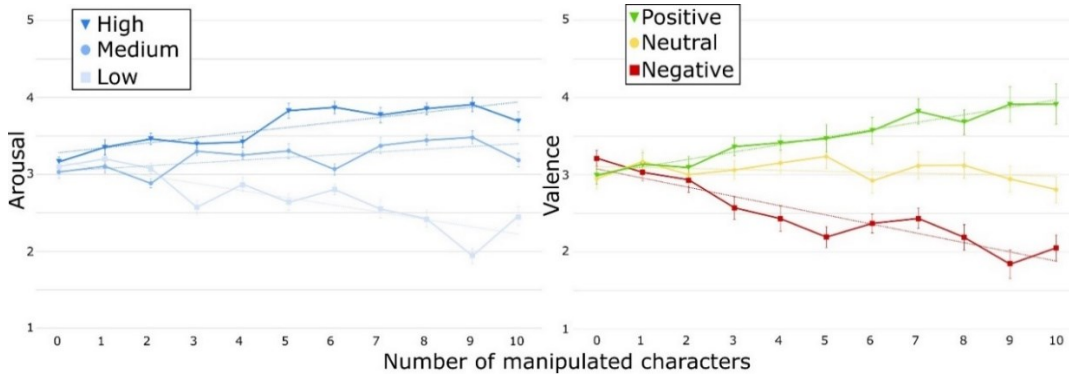 5
4
3
2
1
Arousal
High
Medium
Low
0 1 2 3 4 5 6 7 8 9 10
5
4
3
2
1
Valence
Positive
Neutral
Negative
0 1 2 3 4 5 6 7 8 9 10
Number of manipulated characters